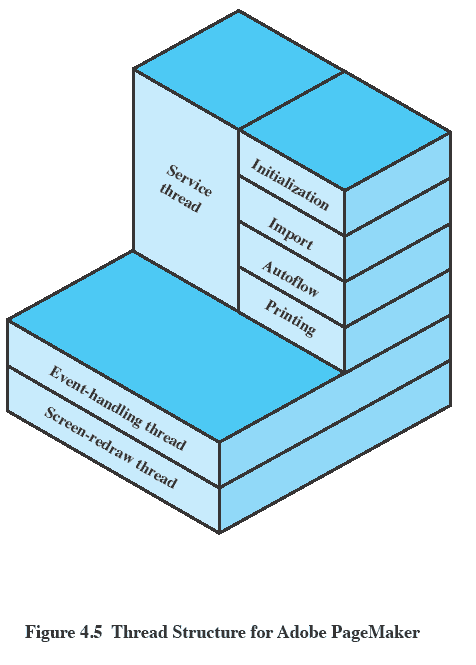 Service
thread
Initialization
Import
Autoflow
Printing
Event-handling thread
Screen-redraw thread
Figure 4.5 Thread Structure for Adobe PageMaker